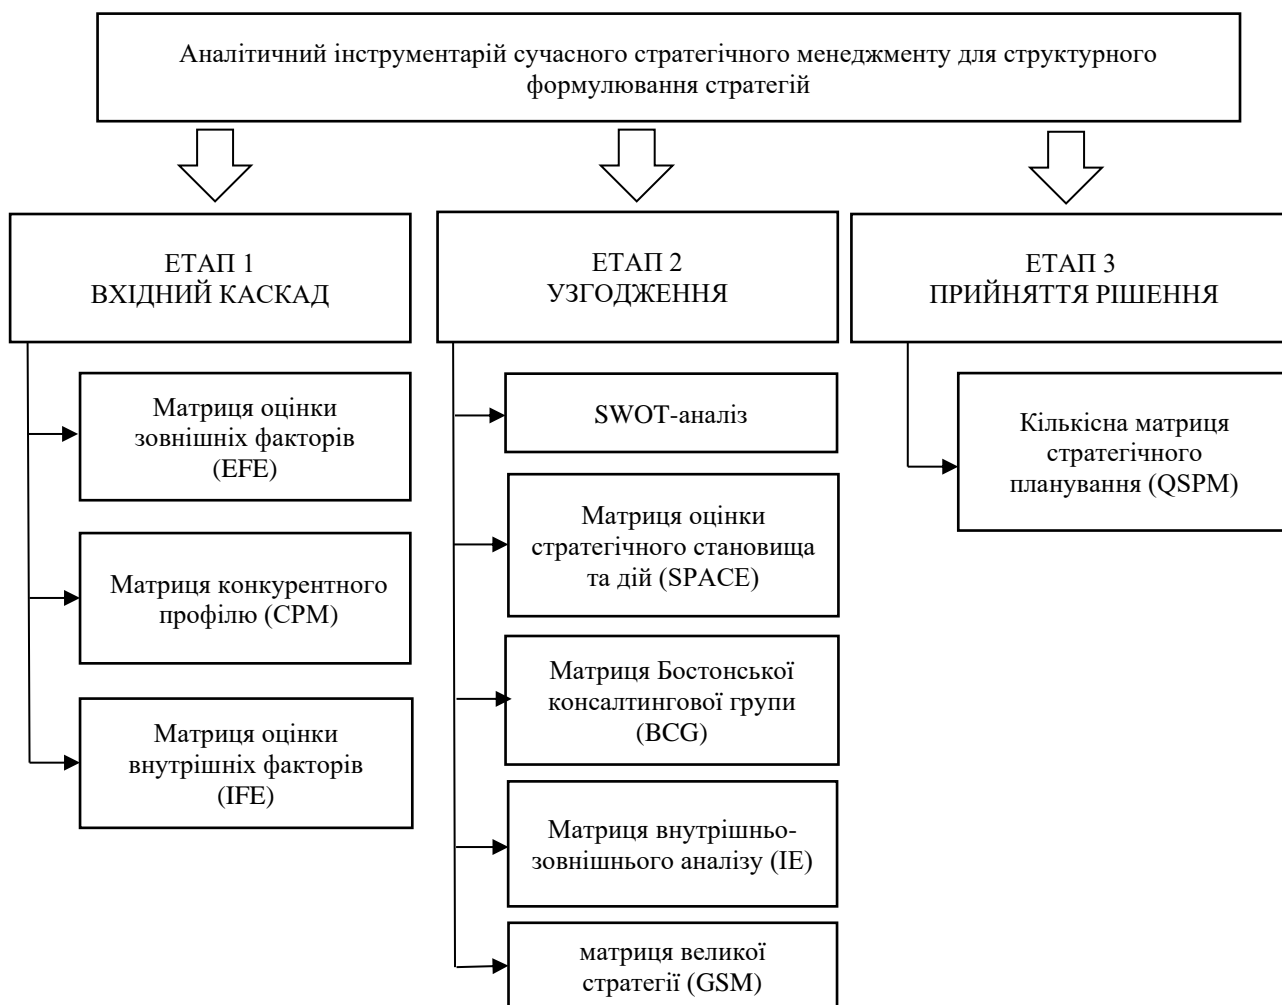 Аналітичний інструментарій сучасного стратегічного менеджменту для структурного
формулювання стратегій
ЕТАП 1
ВХІДНИЙ КАСКАД
Матриця оцінки
зовнішніх факторів
(EFE)
Матриця конкурентного
профілю (CPM)
Матриця оцінки
внутрішніх факторів
(IFE)
ЕТАП 2
УЗГОДЖЕННЯ
SWOT-аналіз
Матриця оцінки
стратегічного становища
та дій (SPACE)
Матриця Бостонської
консалтингової групи
(BCG)
Матриця внутрішньо-
зовнішнього аналізу (IE)
матриця великої
стратегії (GSM)
ЕТАП 3
ПРИЙНЯТТЯ РІШЕННЯ
Кількісна матриця
стратегічного
планування (QSPM)